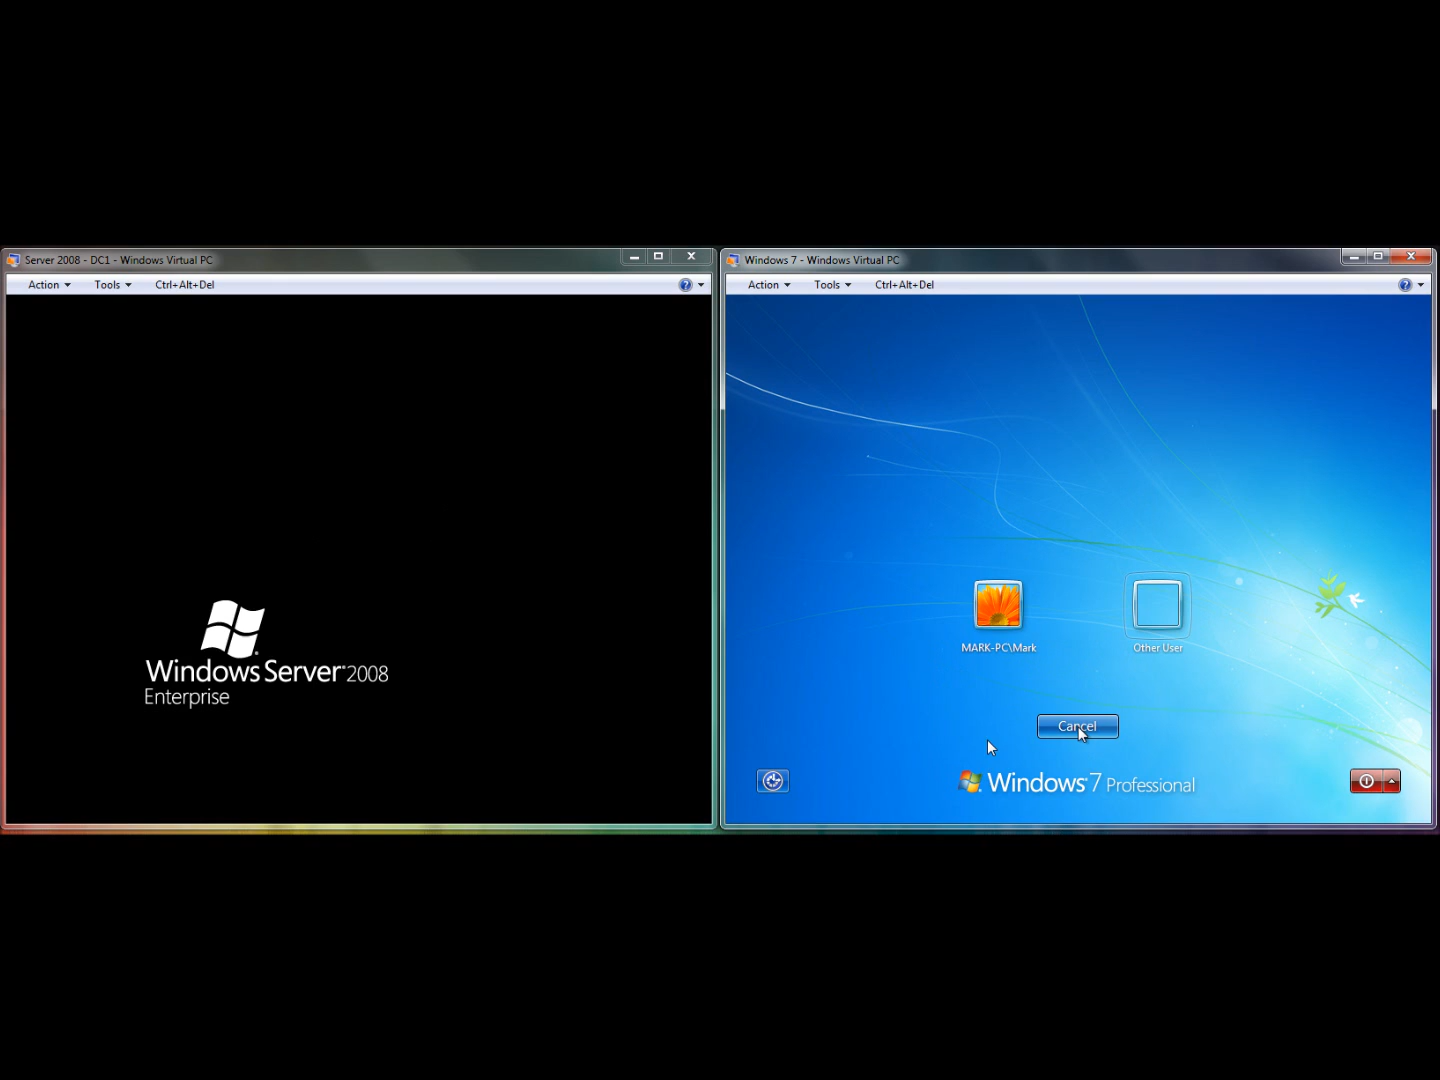 Server 2008 - DC1 - Windows Virtual PC
Action Tools Ctrl+Alt+Del
Windows Server 2008
Enterprise
Windows 7 - Windows Virtual PC
Action Tools Ctrl+Alt+Del
MARK-PC\Mark
Other User
Cancel
Windows 7 Professional